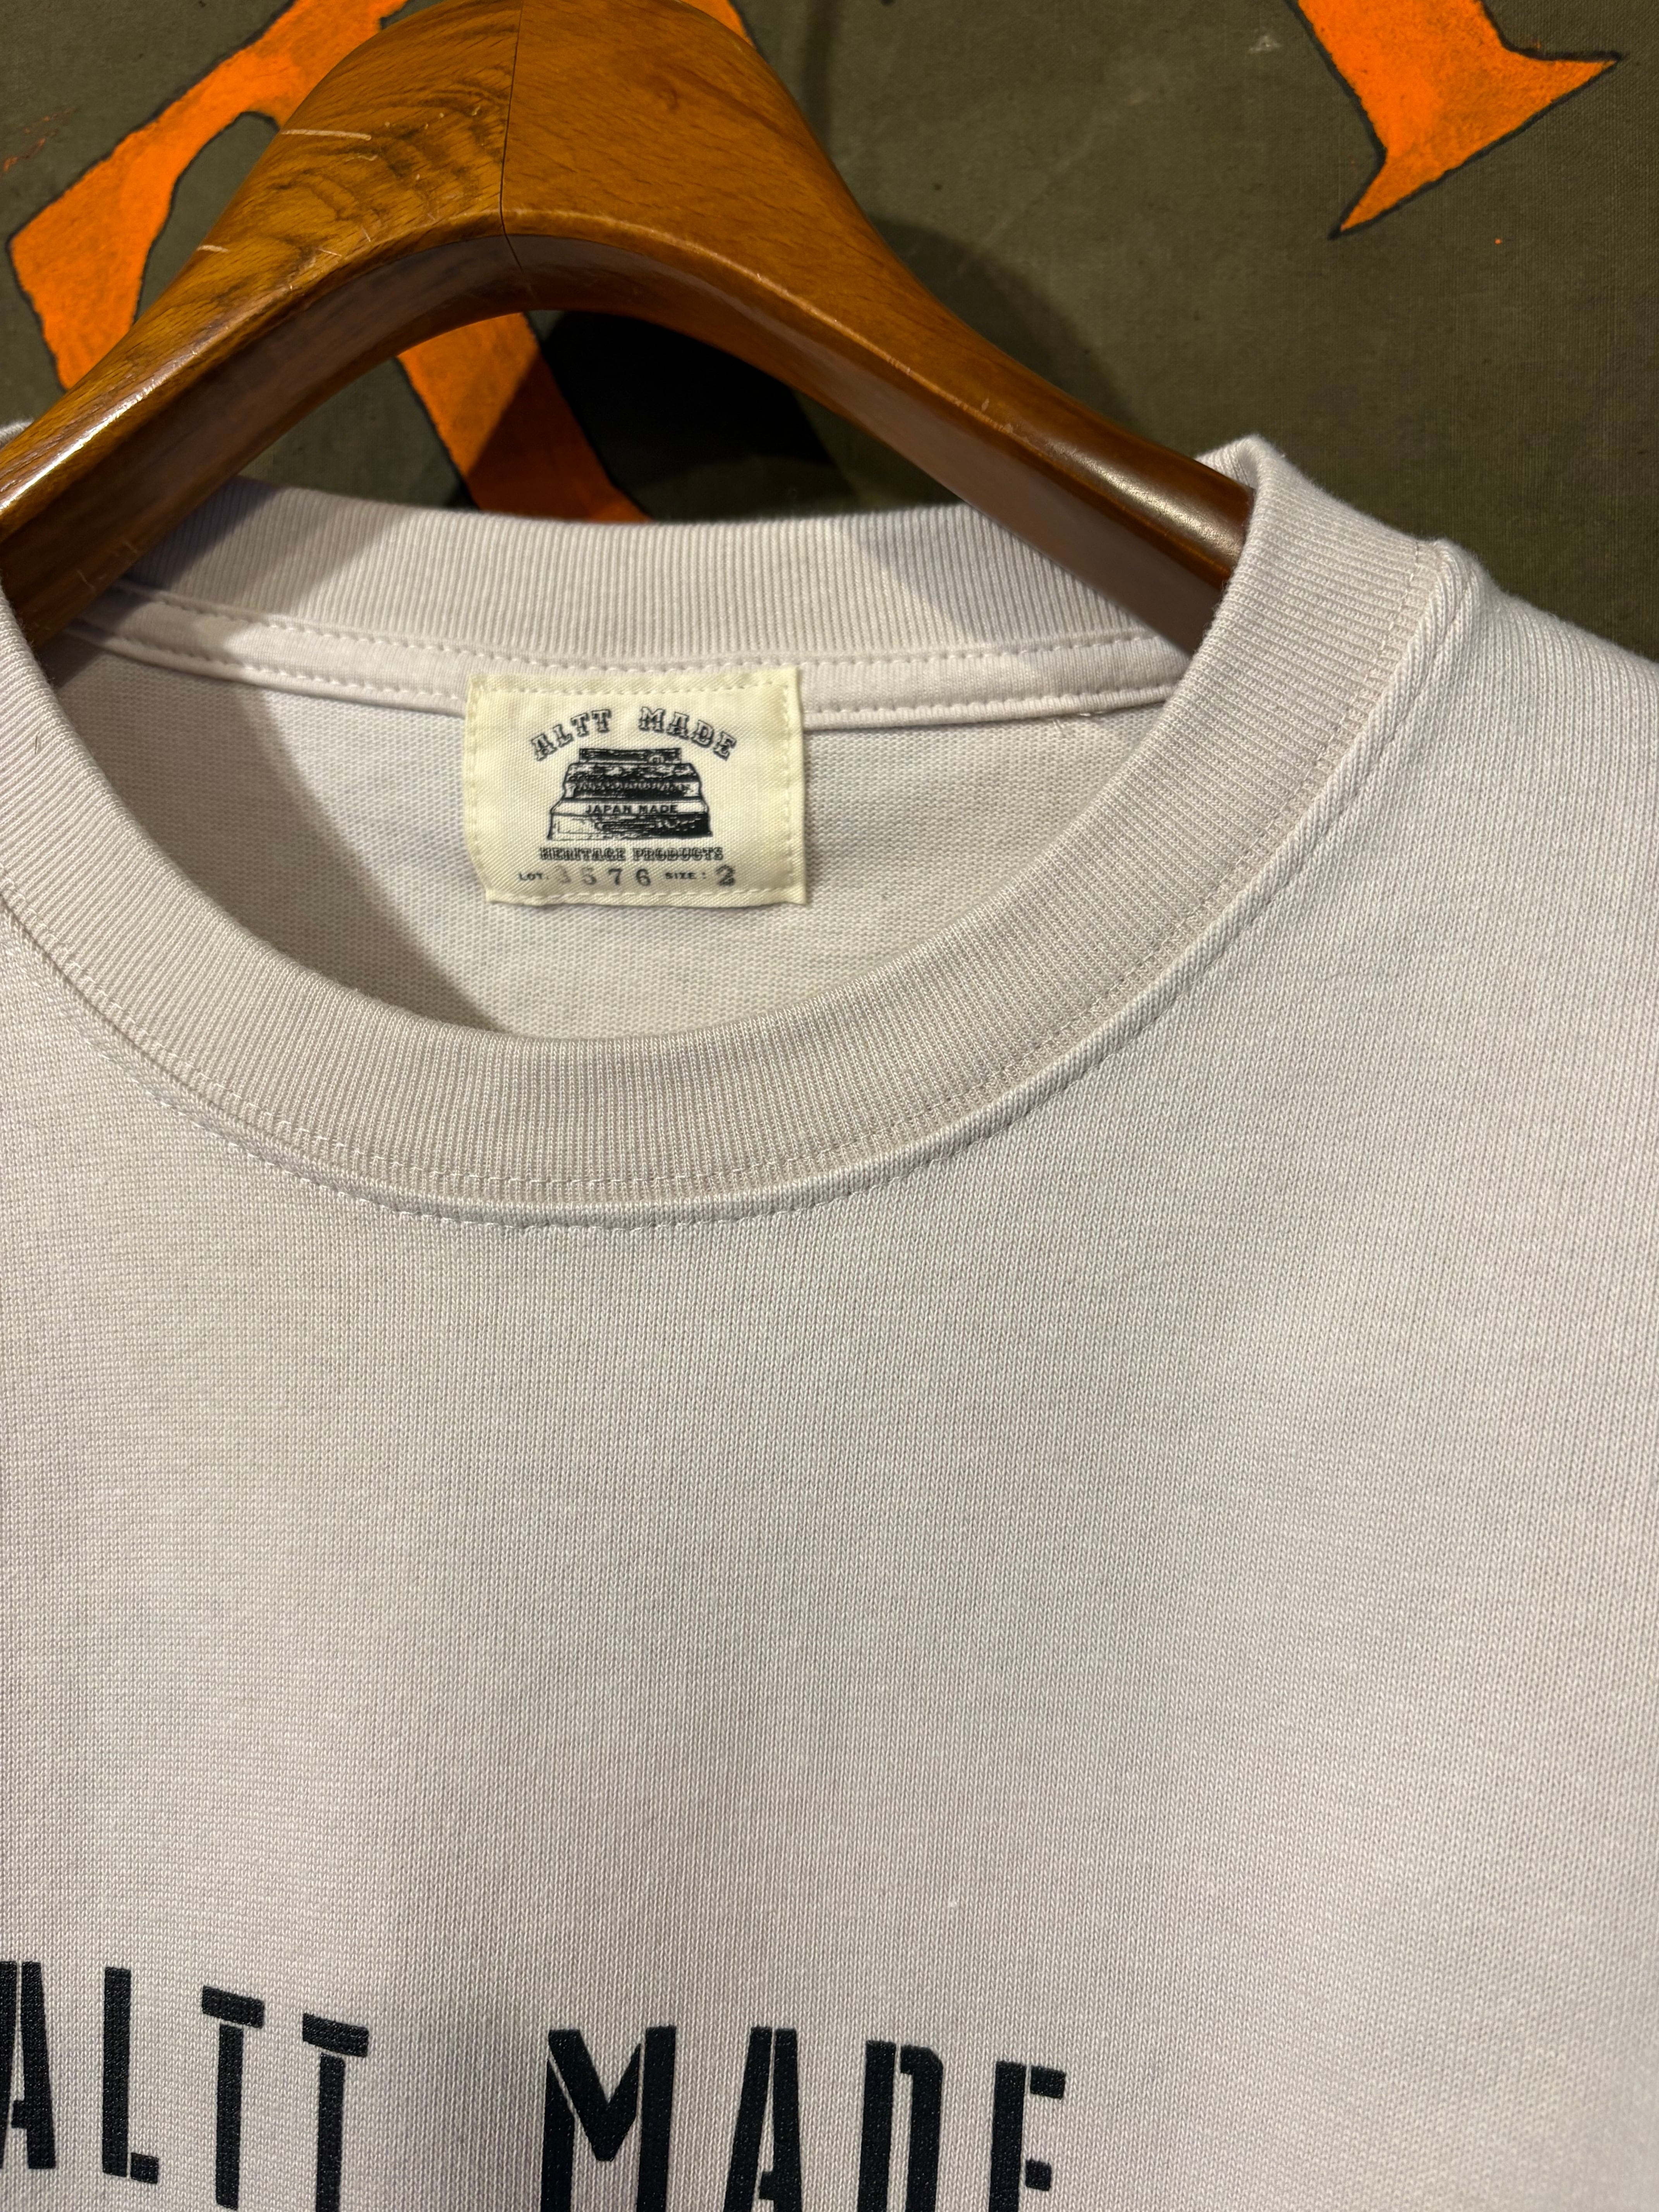 ALTT MADE
JAPAN MADE
HERITAGE PRODUCTS
LOT. 3576 SIZE: 2
ALTT MADE